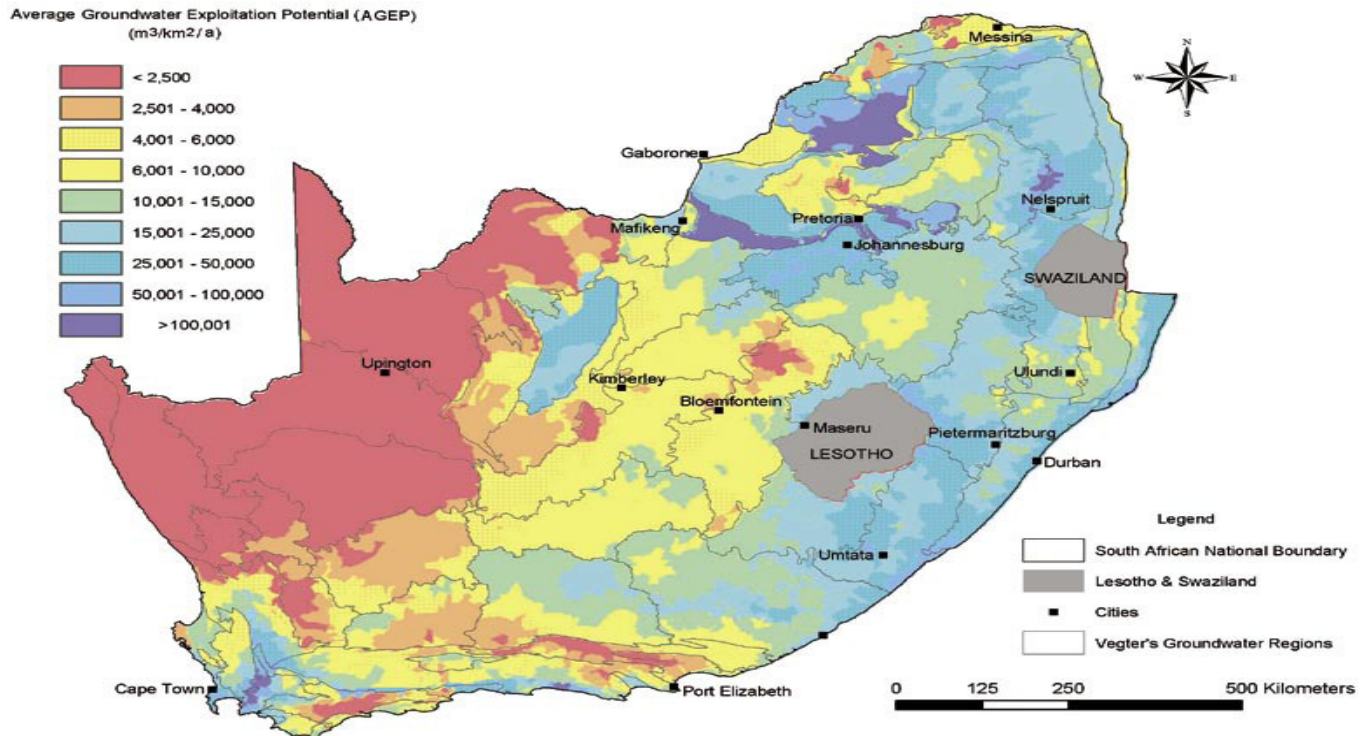 Average Groundwater Exploitation Potential (AGEP)
(m3/km2/a)
< 2,500
2,501 - 4,000
4,001 - 6,000
6,001 - 10,000
10,001 - 15,000
15,001 - 25,000
25,001 - 50,000
50,001 - 100,000
>100,001
Messina
N
W E
S
Gaborone
Mafikeng
Pretoria
Johannesburg
Nelspruit
SWAZILAND
Upington
Kimberley
Bloemfontein
Ulundi
Maseru
LESOTHO
Pietermaritzburg
Durban
Umtata
Cape Town
Port Elizabeth
Legend
South African National Boundary
Lesotho & Swaziland
Cities
Vegter's Groundwater Regions
0 125 250 500 Kilometers